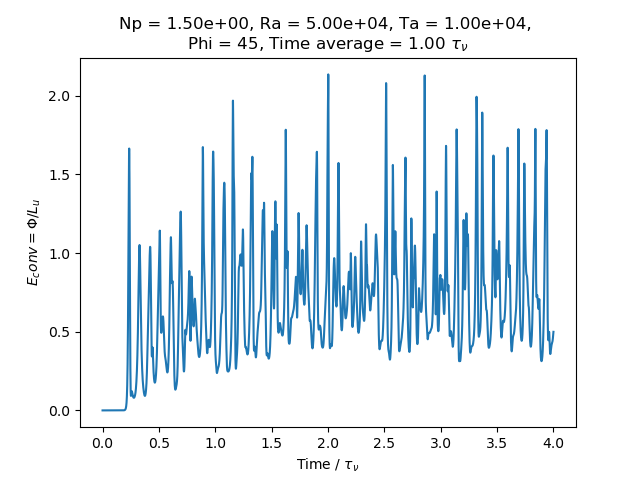 Np = 1.50e+00, Ra = 5.00e+04, Ta = 1.00e+04,
Phi = 45, Time average = 1.00 τ_ν
E_conv = Φ/L_u
2.0
1.5
1.0
0.5
0.0
0.0 0.5 1.0 1.5 2.0 2.5 3.0 3.5 4.0
Time / τ_ν